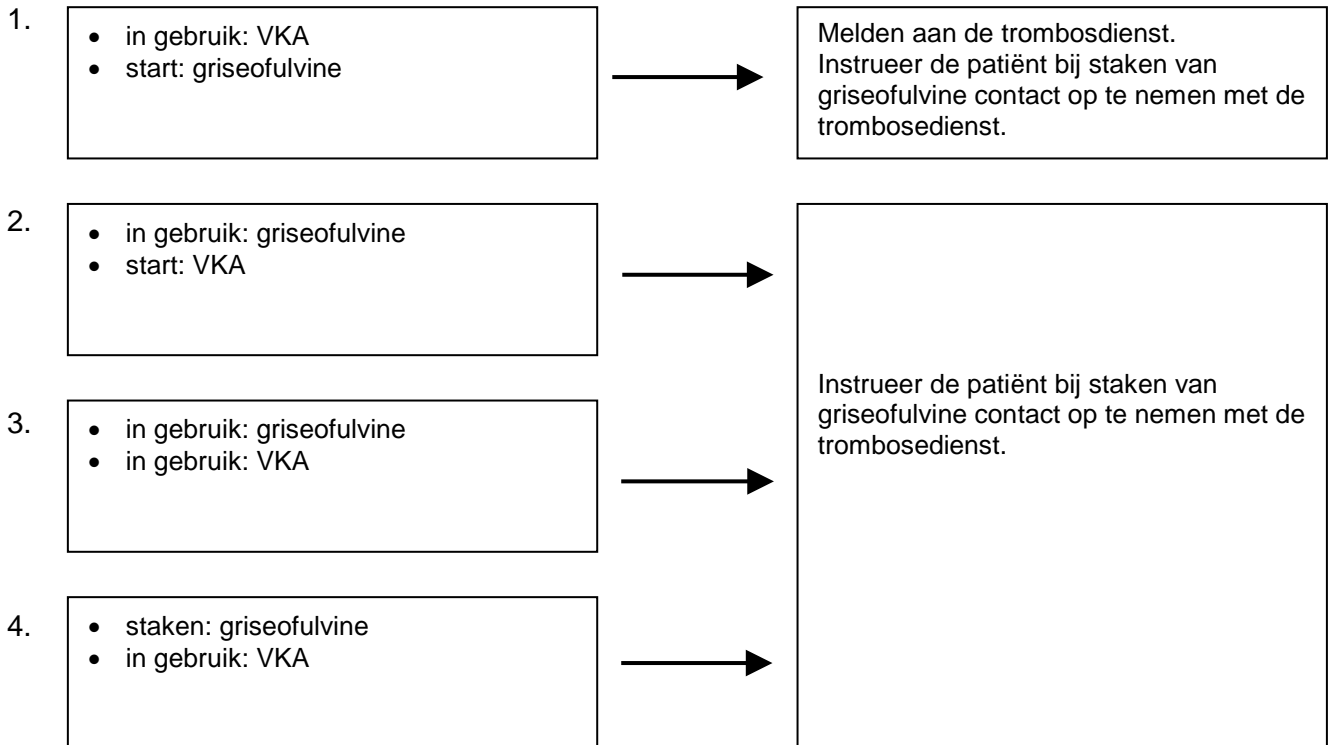 1.
• in gebruik: VKA
• start: griseofulvine
Melden aan de trombosdienst.
Instrueer de patiënt bij staken van
griseofulvine contact op te nemen met de
trombosedienst.
2.
• in gebruik: griseofulvine
• start: VKA
3.
• in gebruik: griseofulvine
• in gebruik: VKA
Instrueer de patiënt bij staken van
griseofulvine contact op te nemen met de
trombosedienst.
4.
• staken: griseofulvine
• in gebruik: VKA